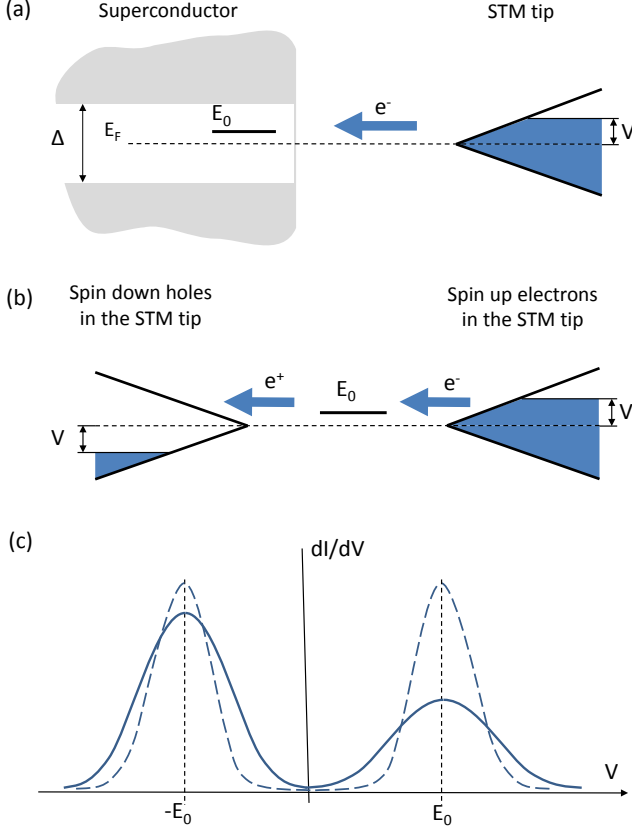 (a)
Superconductor
STM tip
E₀
e⁻
Δ
E_F
V
(b)
Spin down holes
in the STM tip
Spin up electrons
in the STM tip
e⁺
E₀
e⁻
V
V
(c)
dI/dV
V
-E₀
E₀